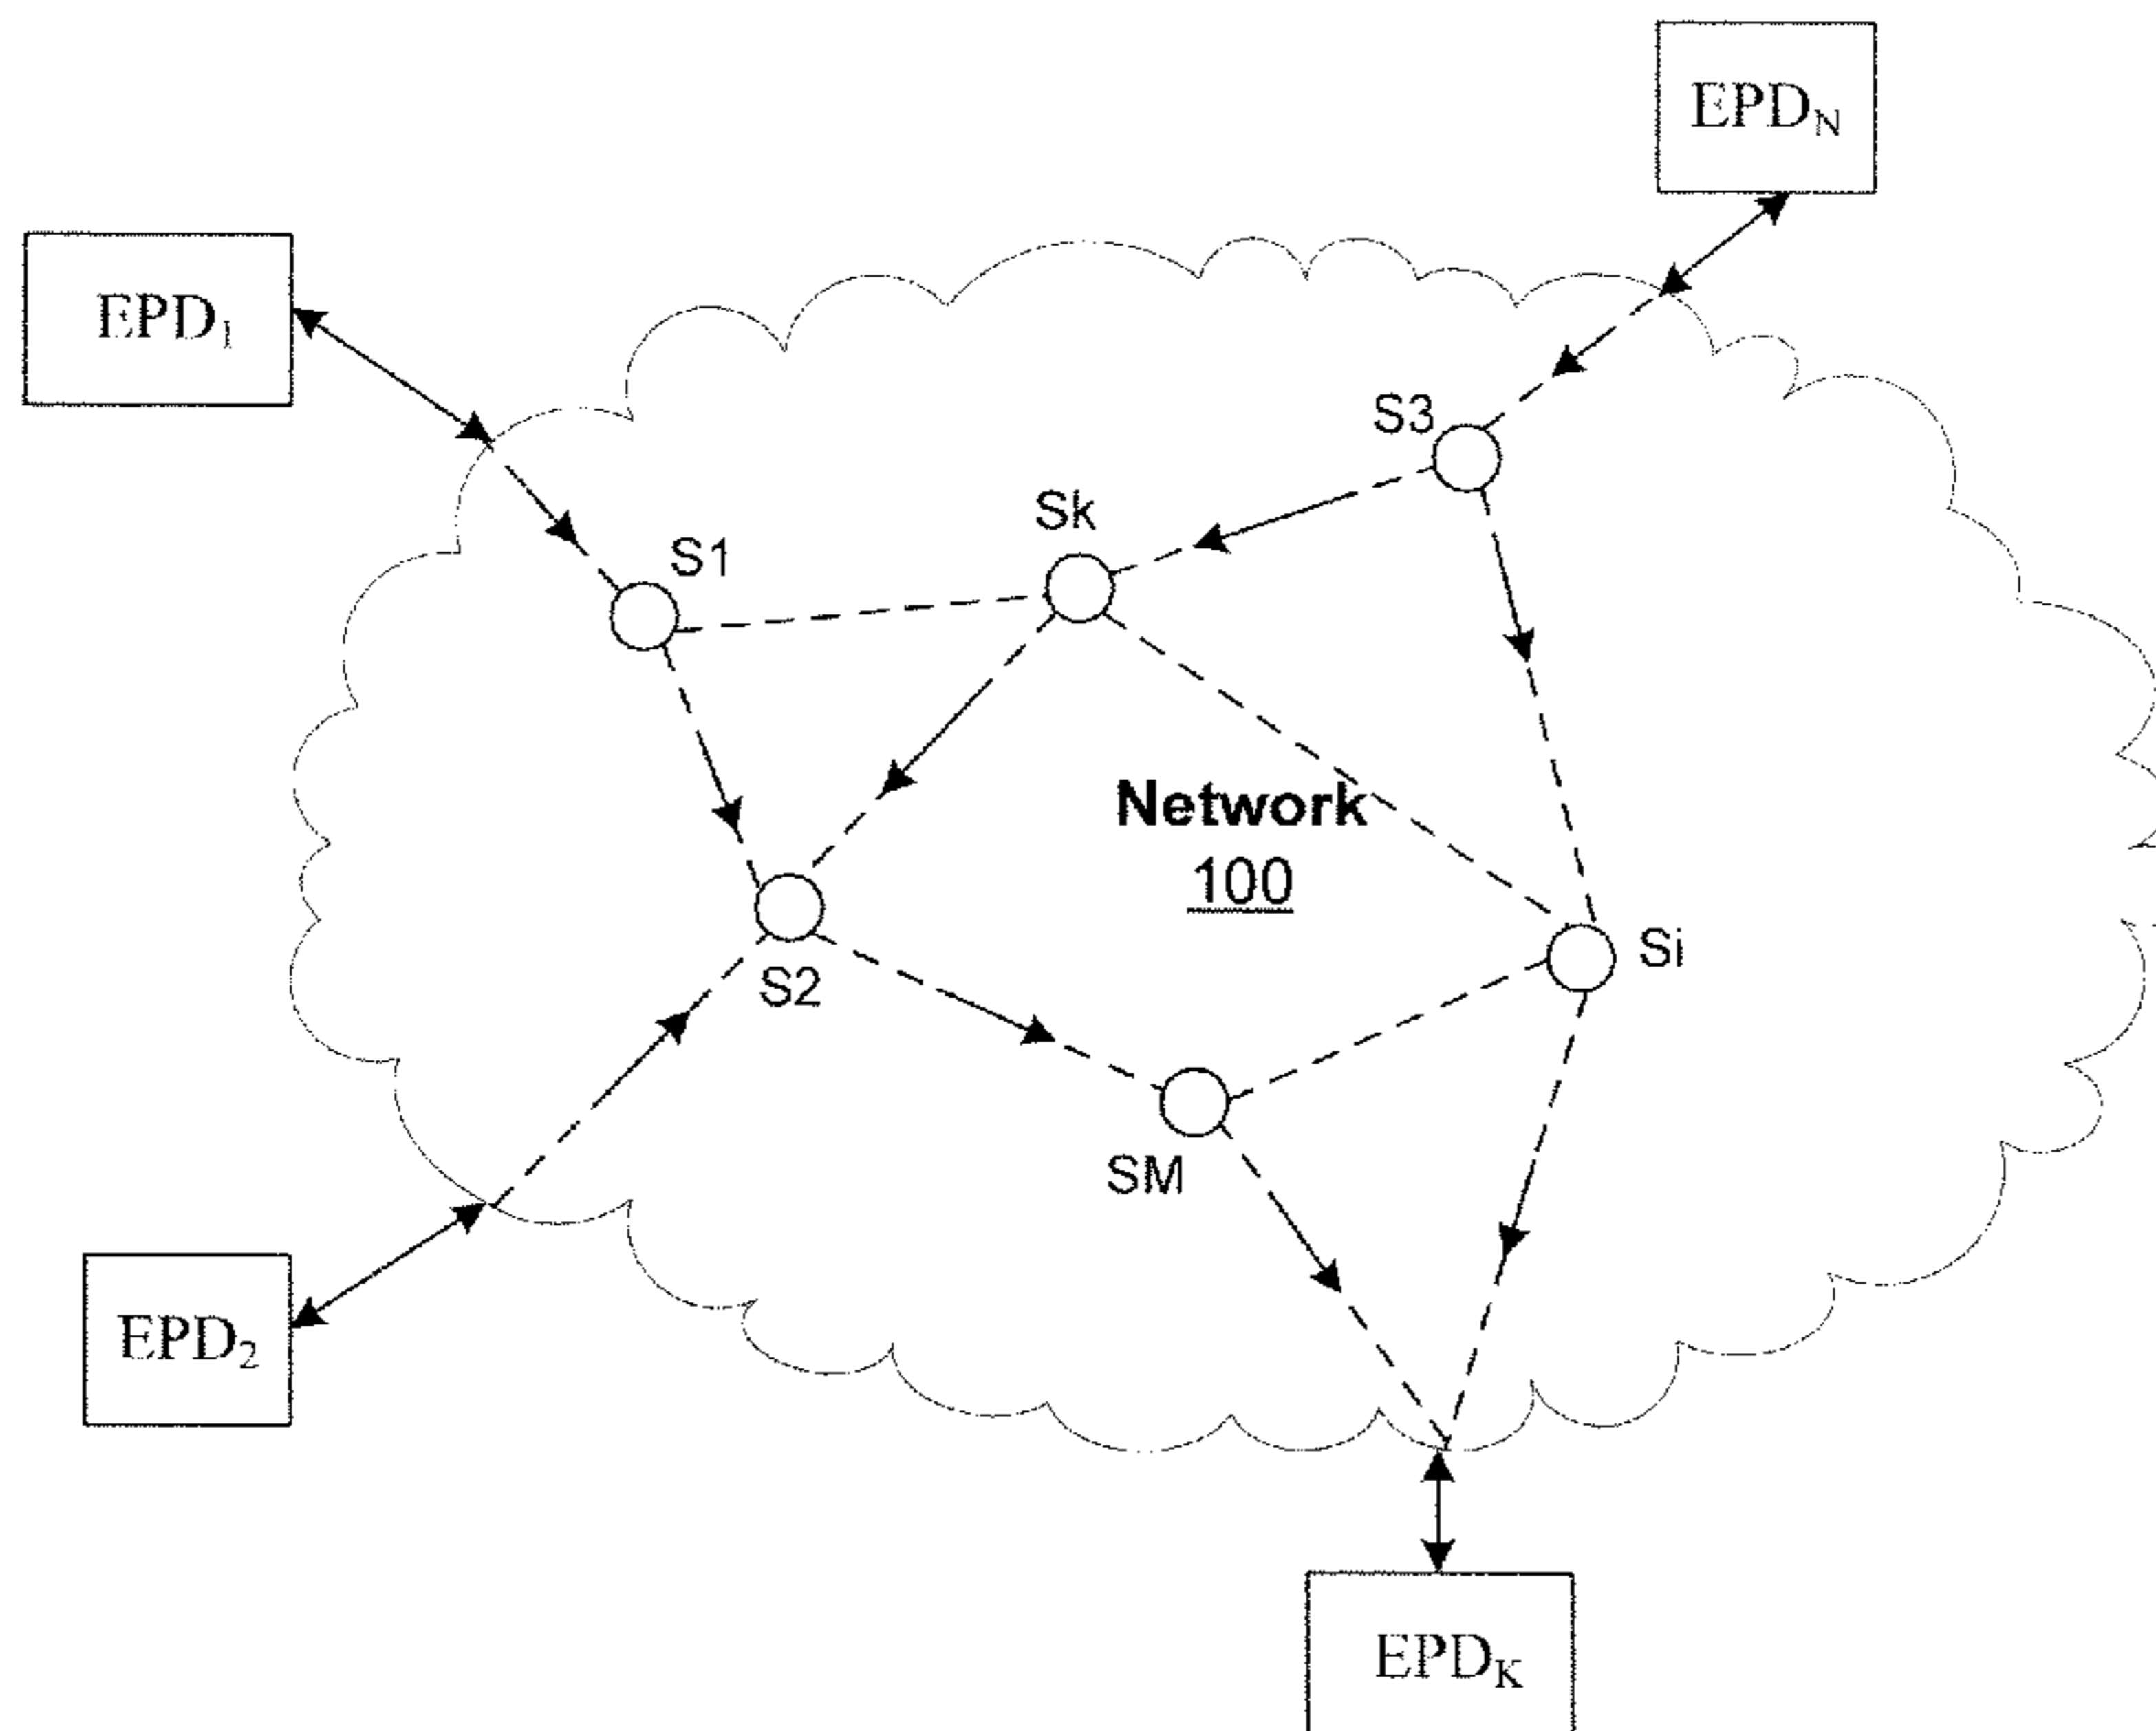 EPDN
EPD1
S3
Sk
S1
Network
100
Si
S2
SM
EPD2
EPDK